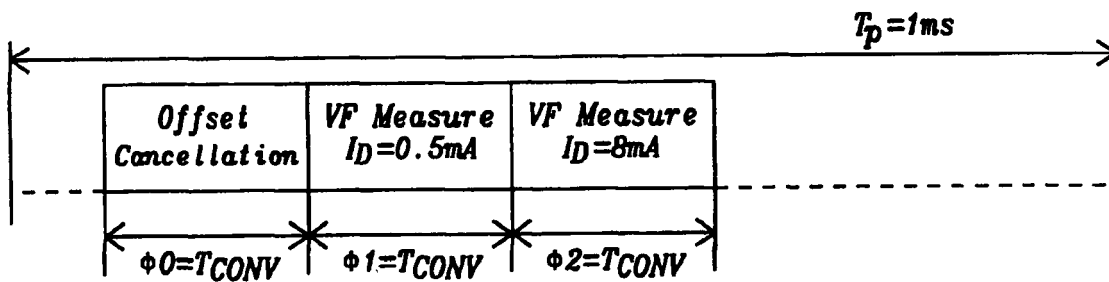 Tp=1ms
Offset
Cancellation
VF Measure
ID=0.5mA
VF Measure
ID=8mA
φ0=TCONV
φ1=TCONV
φ2=TCONV